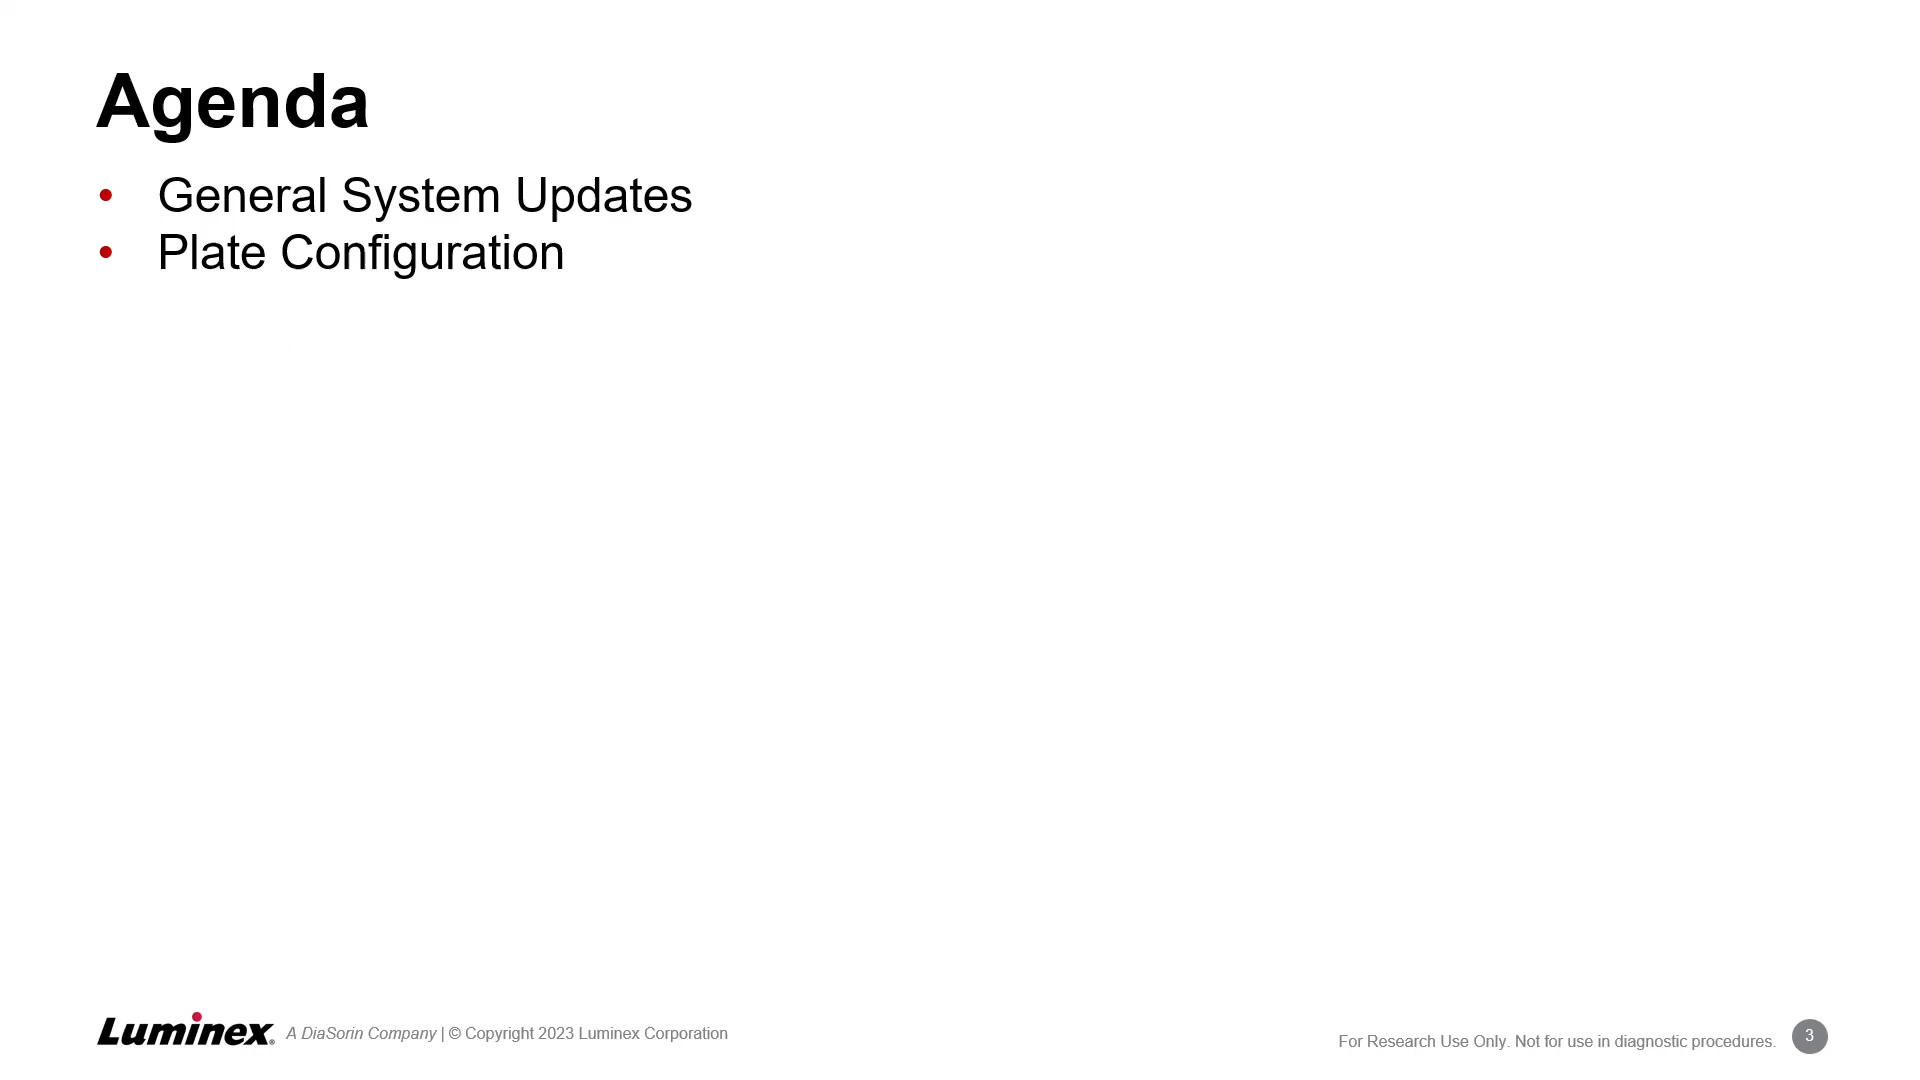 Agenda
• General System Updates
• Plate Configuration
Luminex® A DiaSorin Company | © Copyright 2023 Luminex Corporation
For Research Use Only. Not for use in diagnostic procedures. 3